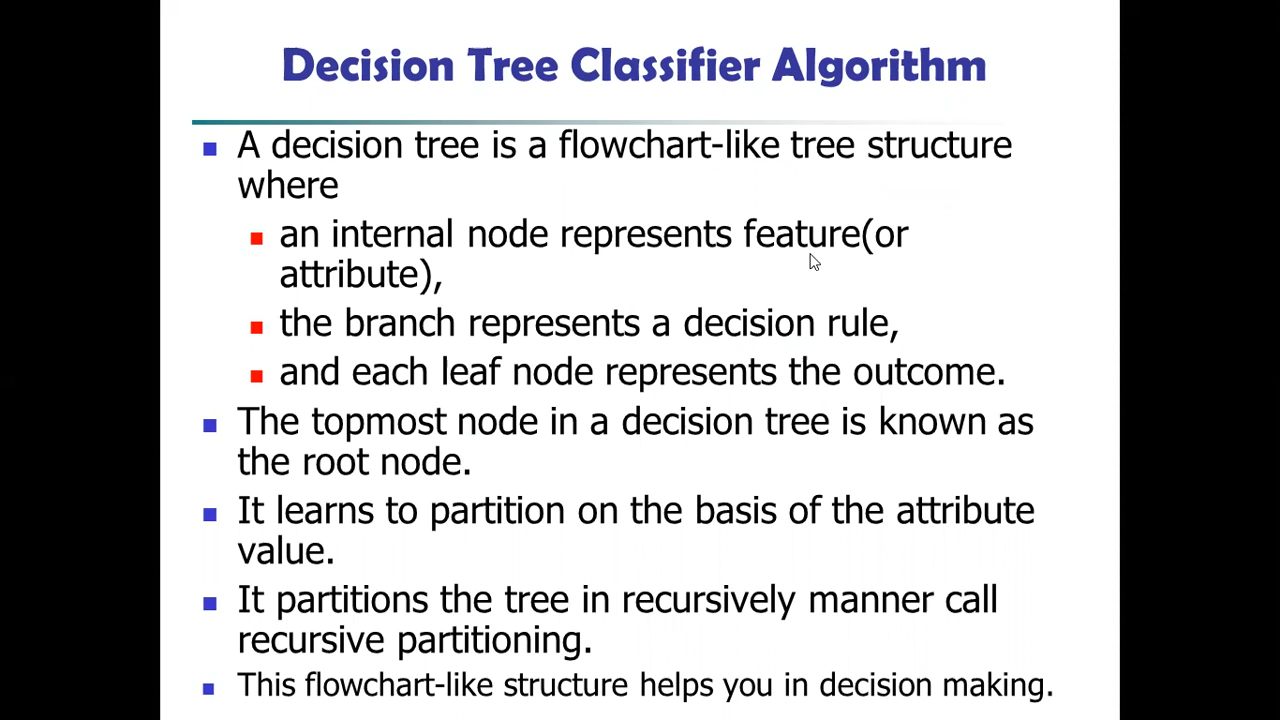 Decision Tree Classifier Algorithm
A decision tree is a flowchart-like tree structure
where
an internal node represents feature(or
attribute),
the branch represents a decision rule,
and each leaf node represents the outcome.
The topmost node in a decision tree is known as
the root node.
It learns to partition on the basis of the attribute
value.
It partitions the tree in recursively manner call
recursive partitioning.
This flowchart-like structure helps you in decision making.